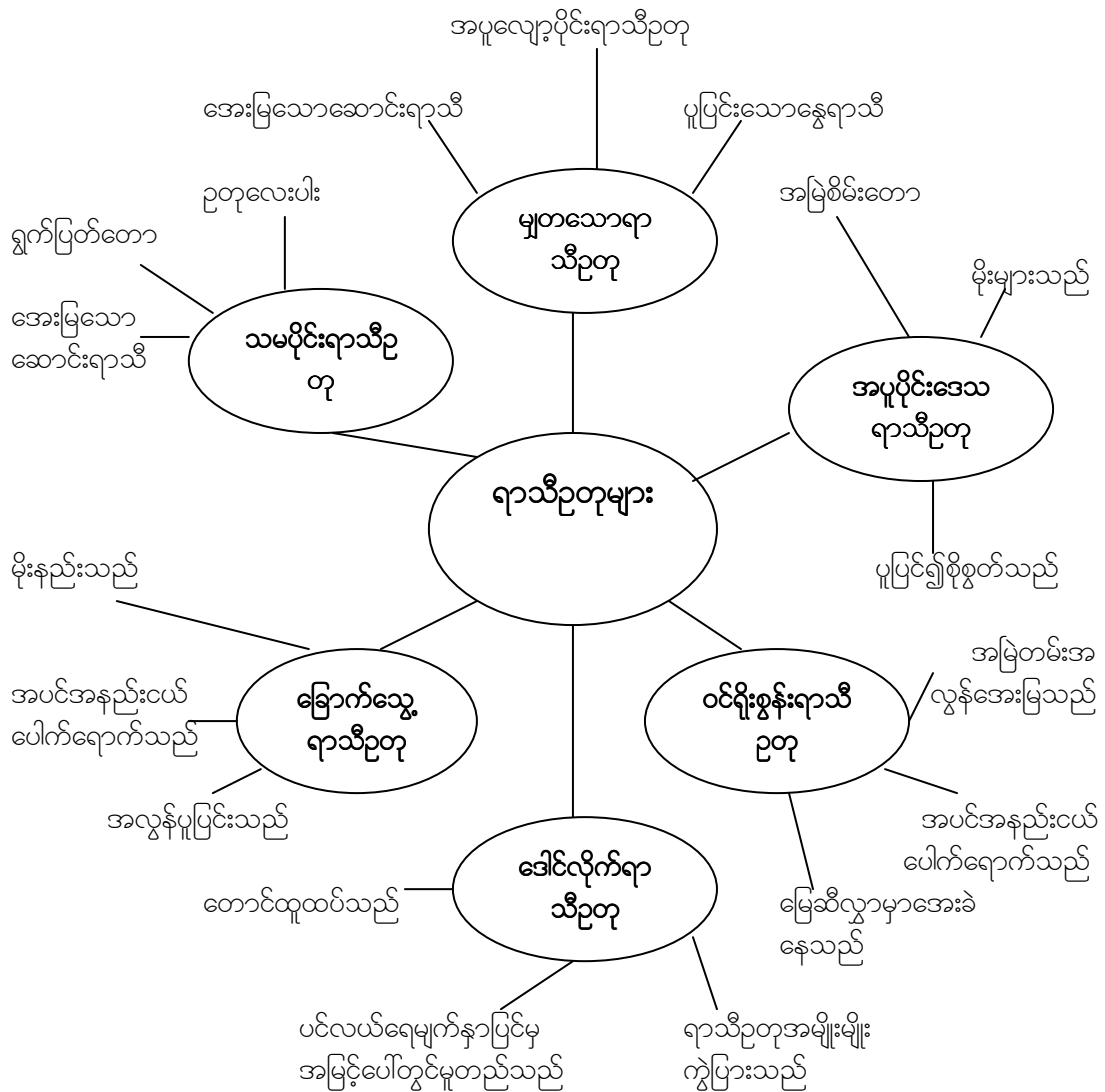 အပူလျော့ပိုင်းရာသီဥတု
အေးမြသောဆောင်းရာသီ
ပူပြင်းသောနွေရာသီ
ဥတုလေးပါး
ရွက်ပြတ်တော
အေးမြသော
ဆောင်းရာသီ
မျှတသောရာ
သီဥတု
အမြဲစိမ်းတော
မိုးများသည်
သမပိုင်းရာသီဥ
တု
အပူပိုင်းဒေသ
ရာသီဥတု
ရာသီဥတုများ
ပူပြင်၍စိုစွတ်သည်
မိုးနည်းသည်
အပင်အနည်းငယ်
ပေါက်ရောက်သည်
ခြောက်သွေ့
ရာသီဥတု
အလွန်ပူပြင်းသည်
ဝင်ရိုးစွန်းရာသီ
ဥတု
အမြဲတမ်းအ
လွန်အေးမြသည်
အပင်အနည်းငယ်
ပေါက်ရောက်သည်
မြေဆီလွှာမှာအေးခဲ
နေသည်
ဒေါင်လိုက်ရာ
သီဥတု
တောင်ထူထပ်သည်
ပင်လယ်ရေမျက်နှာပြင်မှ
အမြင့်ပေါ်တွင်မူတည်သည်
ရာသီဥတုအမျိုးမျိုး
ကွဲပြားသည်